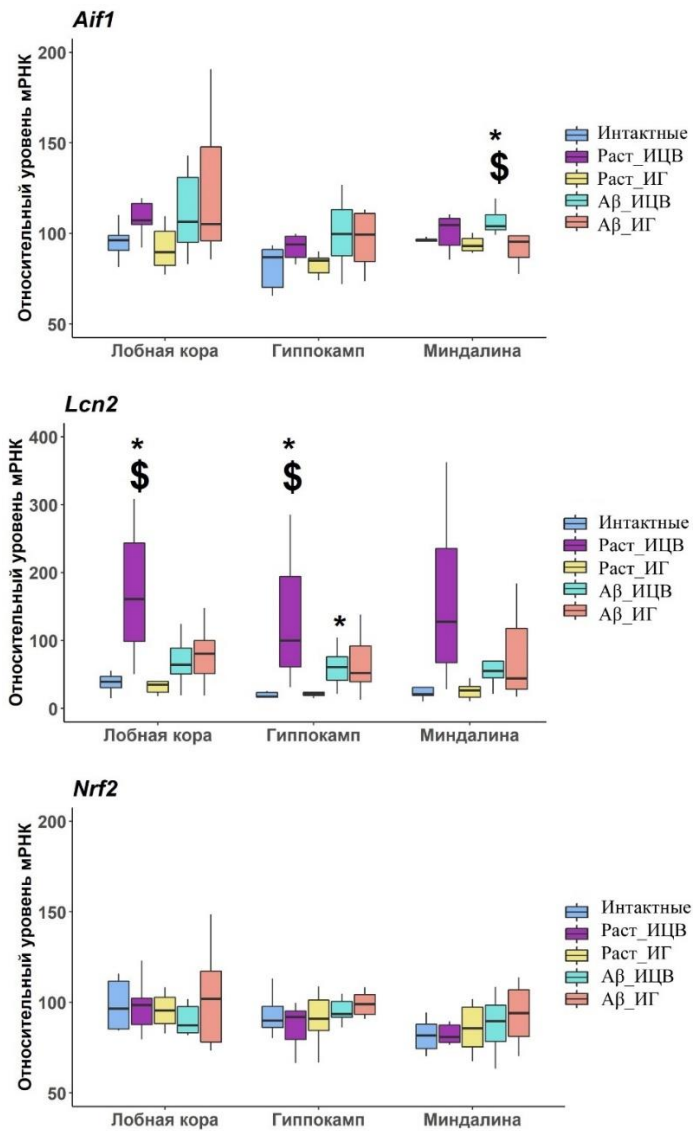 Aif1
Относительный уровень мРНК
200
150
100
50
*
$
Интактные
Раст_ИЦВ
Раст_ИГ
Aβ_ИЦВ
Aβ_ИГ
Лобная кора
Гиппокамп
Миндалина
Lcn2
Относительный уровень мРНК
400
300
200
100
0
*
$
*
$
*
Интактные
Раст_ИЦВ
Раст_ИГ
Aβ_ИЦВ
Aβ_ИГ
Лобная кора
Гиппокамп
Миндалина
Nrf2
Относительный уровень мРНК
200
150
100
50
Интактные
Раст_ИЦВ
Раст_ИГ
Aβ_ИЦВ
Aβ_ИГ
Лобная кора
Гиппокамп
Миндалина